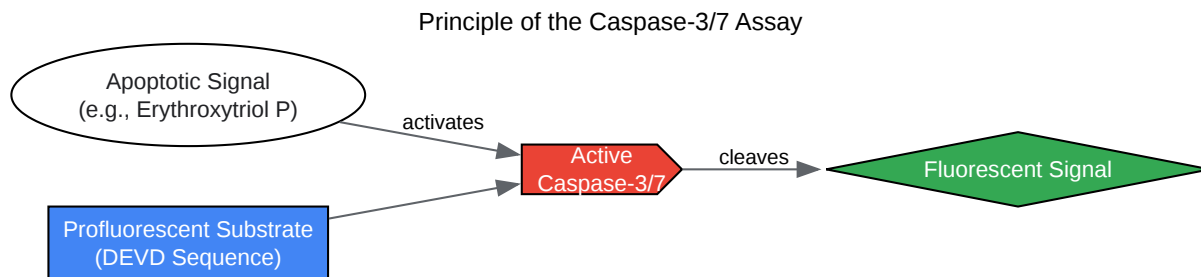 Principle of the Caspase-3/7 Assay
Apoptotic Signal
(e.g., Erythroxytriol P)
activates
Active
Caspase-3/7
cleaves
Fluorescent Signal
Profluorescent Substrate
(DEVD Sequence)